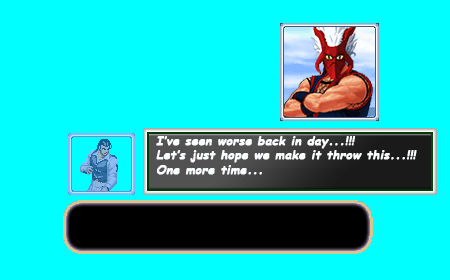 I've seen worse back in day...!!!
Let's just hope we make it throw this...!!!
One more time...